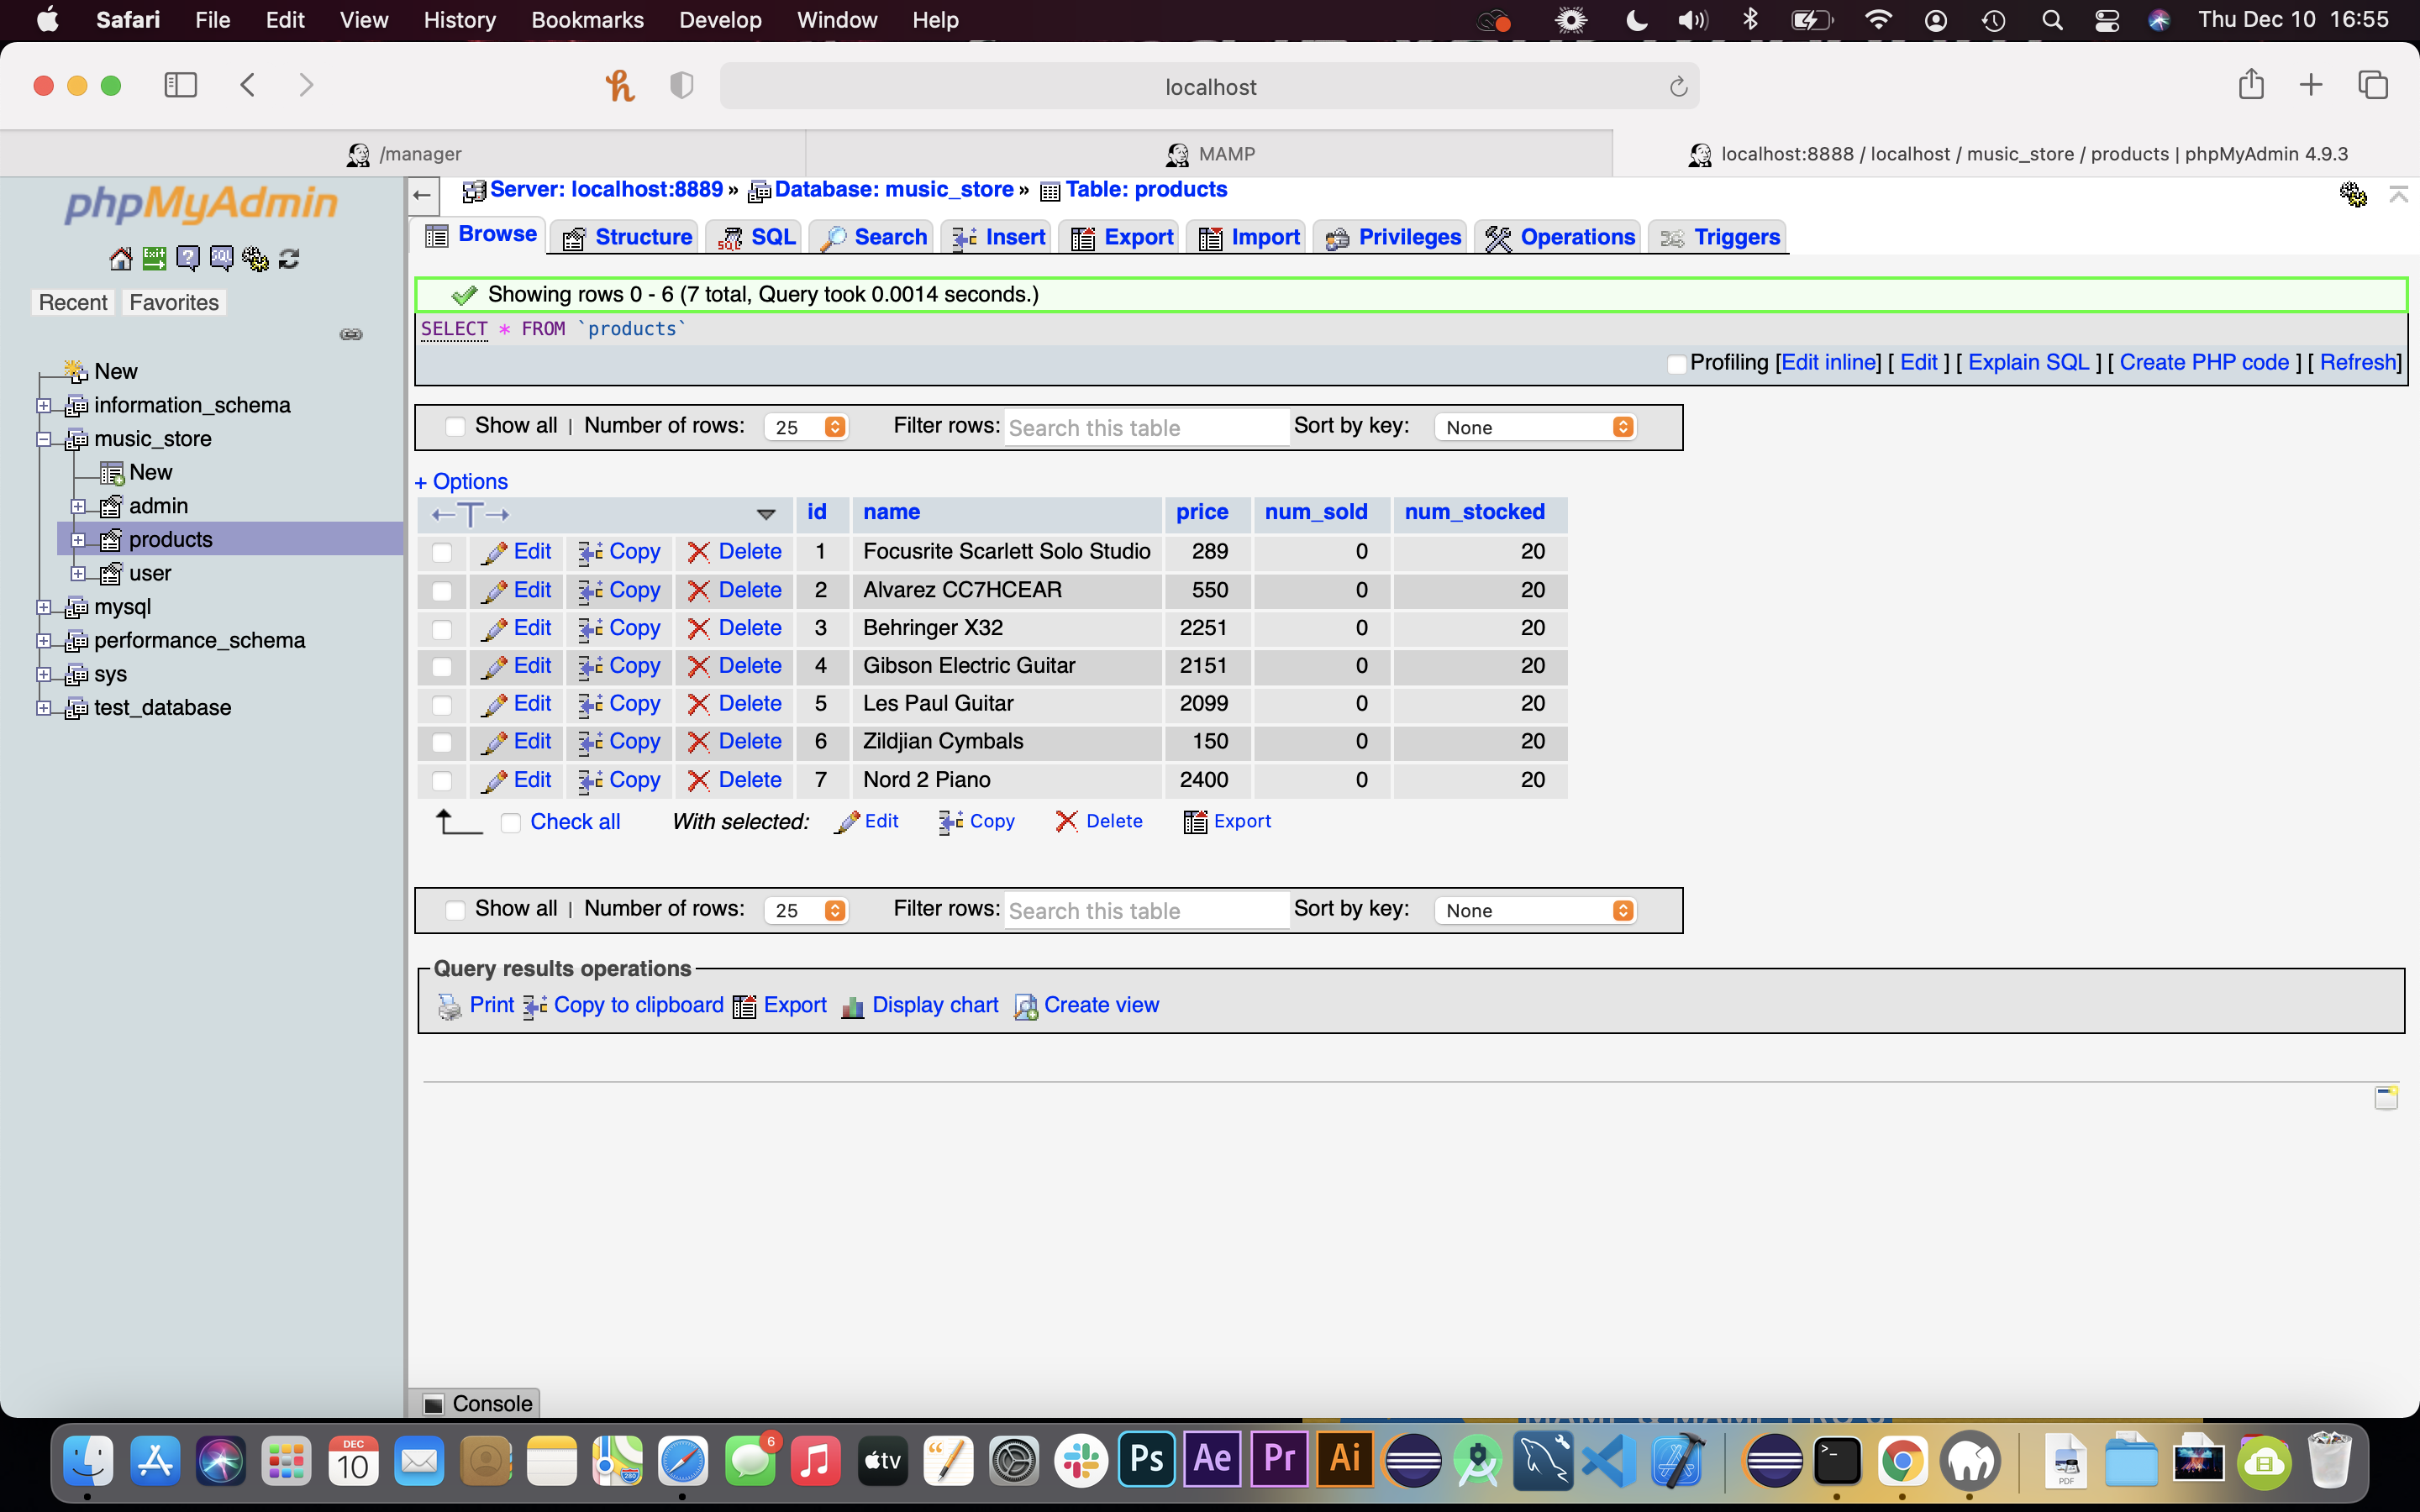 Safari File Edit View History Bookmarks Develop Window Help Thu Dec 10 16:55
localhost
/manager MAMP localhost:8888 / localhost / music_store / products | phpMyAdmin 4.9.3
phpMyAdmin
Recent Favorites
New
information_schema
music_store
New
admin
products
user
mysql
performance_schema
sys
test_database
Server: localhost:8889 » Database: music_store » Table: products
Browse Structure SQL Search Insert Export Import Privileges Operations Triggers
Showing rows 0 - 6 (7 total, Query took 0.0014 seconds.)
SELECT * FROM `products`
Profiling [Edit inline] [ Edit ] [ Explain SQL ] [ Create PHP code ] [ Refresh]
Show all | Number of rows: 25 Filter rows: Search this table Sort by key: None
+ Options
←T→ id name price num_sold num_stocked
Edit Copy Delete 1 Focusrite Scarlett Solo Studio 289 0 20
Edit Copy Delete 2 Alvarez CC7HCEAR 550 0 20
Edit Copy Delete 3 Behringer X32 2251 0 20
Edit Copy Delete 4 Gibson Electric Guitar 2151 0 20
Edit Copy Delete 5 Les Paul Guitar 2099 0 20
Edit Copy Delete 6 Zildjian Cymbals 150 0 20
Edit Copy Delete 7 Nord 2 Piano 2400 0 20
Check all With selected: Edit Copy Delete Export
Show all | Number of rows: 25 Filter rows: Search this table Sort by key: None
Query results operations
Print Copy to clipboard Export Display chart Create view
Console
DEC 10 280 6 tv Ps Ae Pr Ai PDF